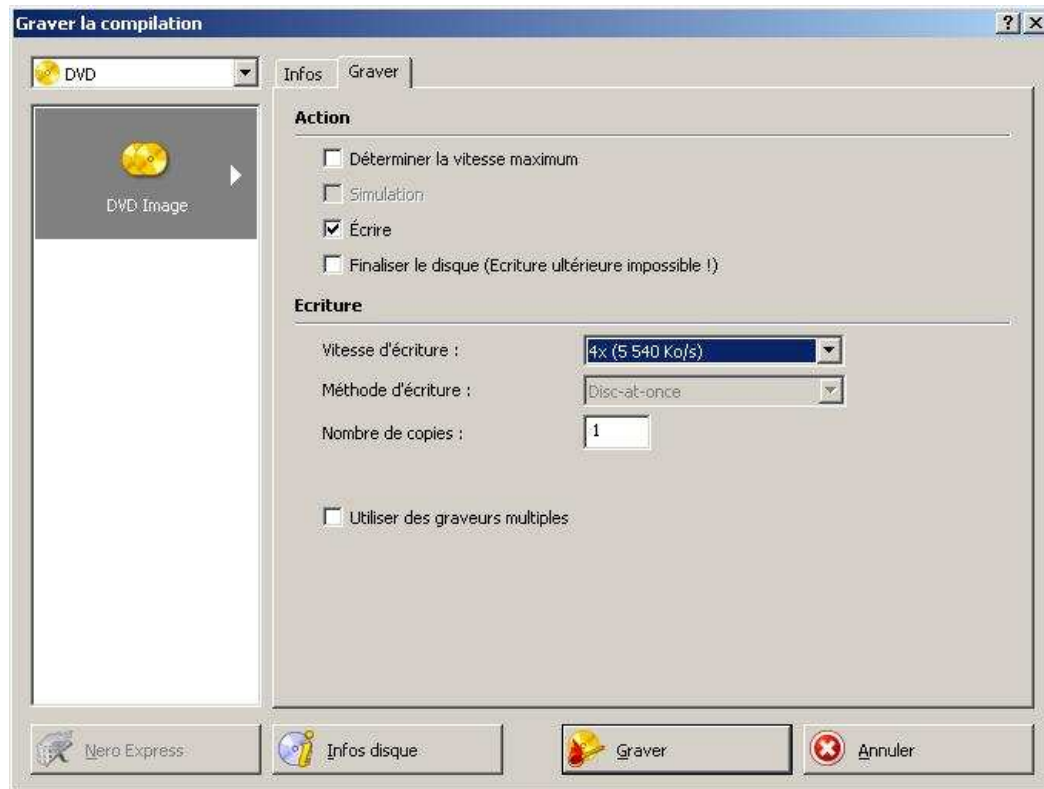 Graver la compilation
DVD
Infos
Graver
DVD Image
Action
Déterminer la vitesse maximum
Simulation
Écrire
Finaliser le disque (Ecriture ultérieure impossible !)
Ecriture
Vitesse d'écriture :
4x (5 540 Ko/s)
Méthode d'écriture :
Disc-at-once
Nombre de copies :
1
Utiliser des graveurs multiples
Nero Express
Infos disque
Graver
Annuler